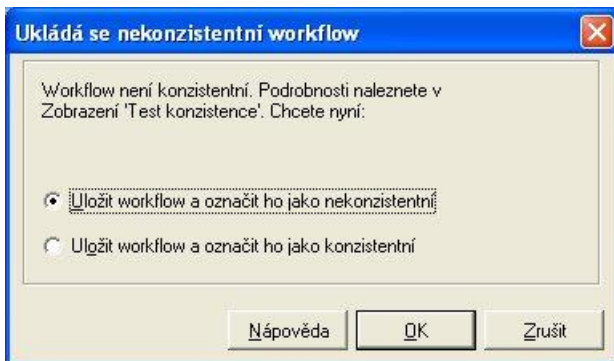 Ukládá se nekonzistentní workflow
Workflow není konzistentní. Podrobnosti naleznete v
Zobrazení 'Test konzistence'. Chcete nyní:
Uložit workflow a označit ho jako nekonzistentní
Uložit workflow a označit ho jako konzistentní
Nápověda OK Zrušit